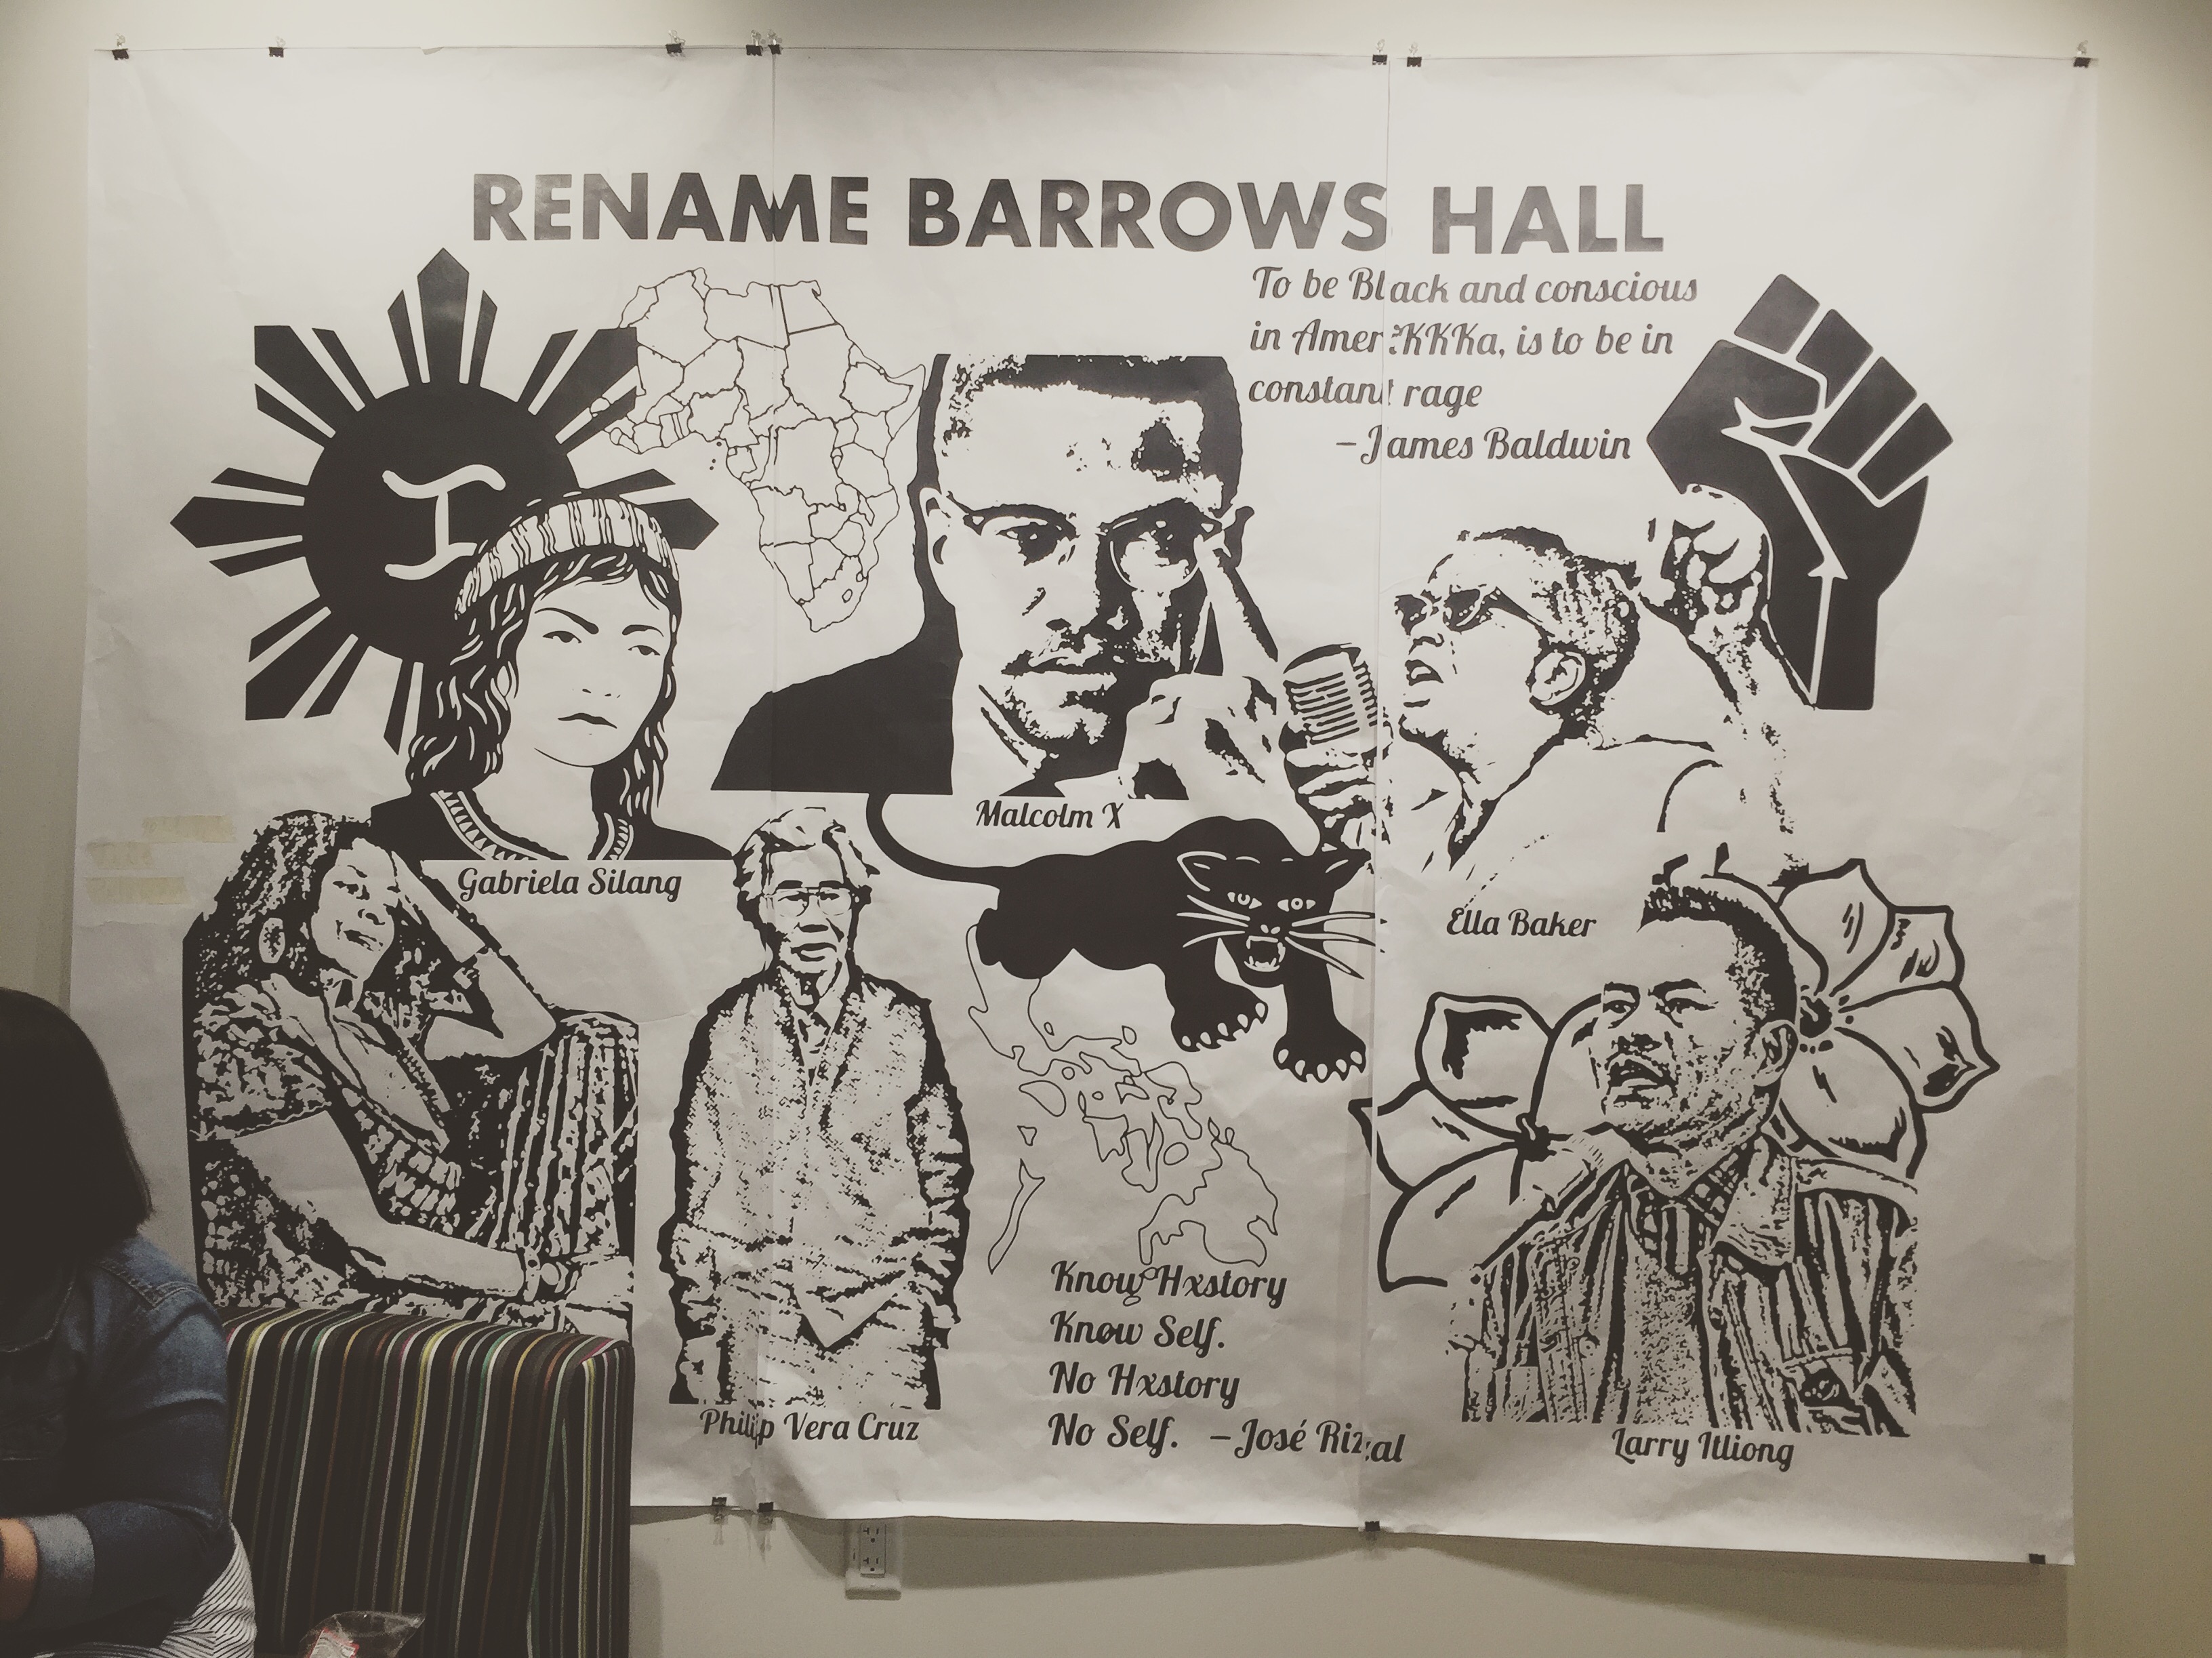 RENAME BARROWS HALL
To be Black and conscious
in AmeriKKKa, is to be in
constant rage
—James Baldwin
ᜃ
Malcolm X
Gabriela Silang
Ella Baker
Know Hxstory
Know Self.
No Hxstory
No Self. —José Rizal
Philip Vera Cruz
Larry Itliong